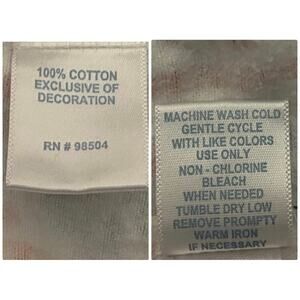 100% COTTON
EXCLUSIVE OF
DECORATION
RN # 98504
MACHINE WASH COLD
GENTLE CYCLE
WITH LIKE COLORS
USE ONLY
NON - CHLORINE
BLEACH
WHEN NEEDED
TUMBLE DRY LOW
REMOVE PROMPTY
WARM IRON
IF NECESSARY